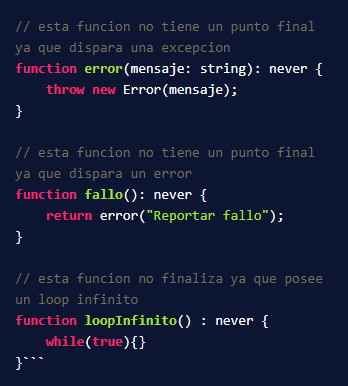 // esta funcion no tiene un punto final
ya que dispara una excepcion
function error(mensaje: string): never {
    throw new Error(mensaje);
}

// esta funcion no tiene un punto final
ya que dispara un error
function fallo(): never {
    return error("Reportar fallo");
}

// esta funcion no finaliza ya que posee
un loop infinito
function loopInfinito() : never {
    while(true){}
}```